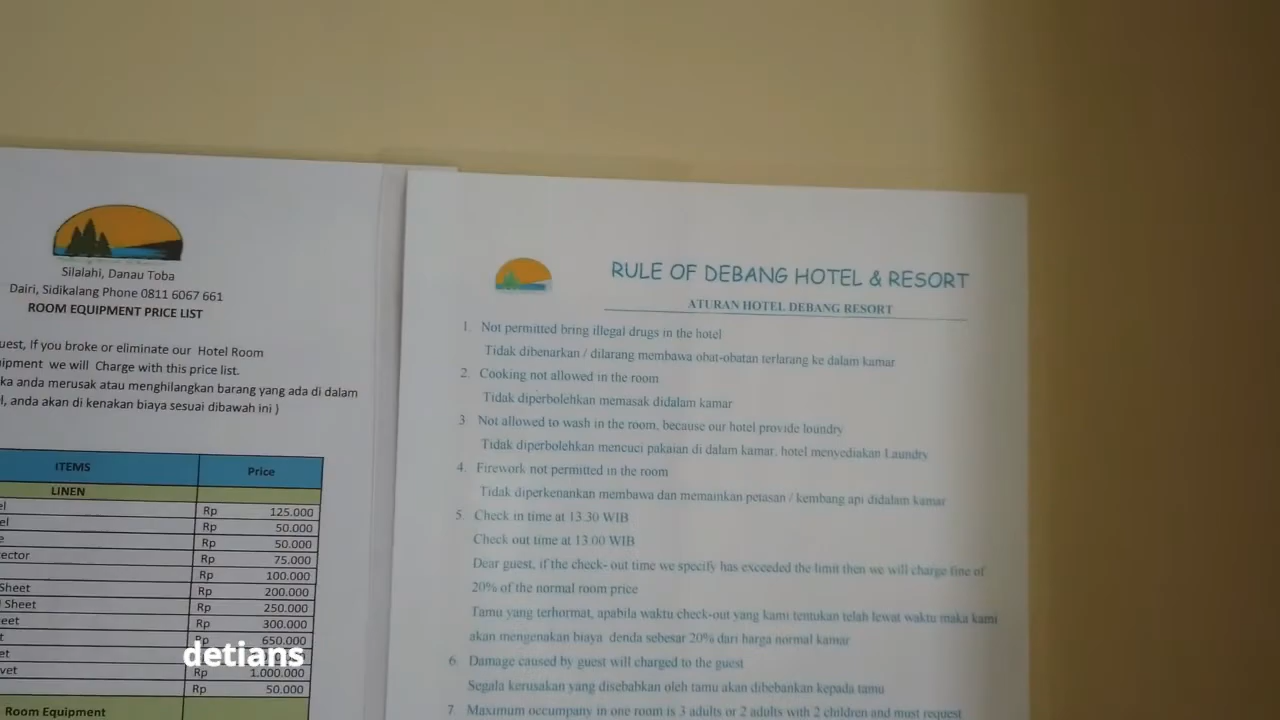 Silalahi, Danau Toba
Dairi, Sidikalang Phone 0811 6067 661
ROOM EQUIPMENT PRICE LIST
uest, If you broke or eliminate our Hotel Room
ipment we will Charge with this price list.
ka anda merusak atau menghilangkan barang yang ada di dalam
l, anda akan di kenakan biaya sesuai dibawah ini )
ITEMS Price
LINEN
el Rp 125.000
el Rp 50.000
e Rp 50.000
ector Rp 75.000
Rp 100.000
Sheet Rp 200.000
l Sheet Rp 250.000
eet Rp 300.000
t Rp 650.000
et
vet Rp 1.000.000
Rp 50.000
Room Equipment
RULE OF DEBANG HOTEL & RESORT
ATURAN HOTEL DEBANG RESORT
1. Not permitted bring illegal drugs in the hotel
Tidak dibenarkan / dilarang membawa obat-obatan terlarang ke dalam kamar
2. Cooking not allowed in the room
Tidak diperbolehkan memasak didalam kamar
3 Not allowed to wash in the room, because our hotel provide loundry
Tidak diperbolehkan mencuci pakaian di dalam kamar, hotel menyediakan Laundry
4. Firework not permitted in the room
Tidak diperkenankan membawa dan memainkan petasan / kembang api didalam kamar
5. Check in time at 13.30 WIB
Check out time at 13.00 WIB
Dear guest, if the check- out time we specify has exceeded the limit then we will charge fine of
20% of the normal room price
Tamu yang terhormat, apabila waktu check-out yang kami tentukan telah lewat waktu maka kami
akan mengenakan biaya denda sebesar 20% dari harga normal kamar
6. Damage caused by guest will charged to the guest
Segala kerusakan yang disebabkan oleh tamu akan dibebankan kepada tamu
7. Maximum occumpany in one room is 3 adults or 2 adults with 2 children and must request
detians